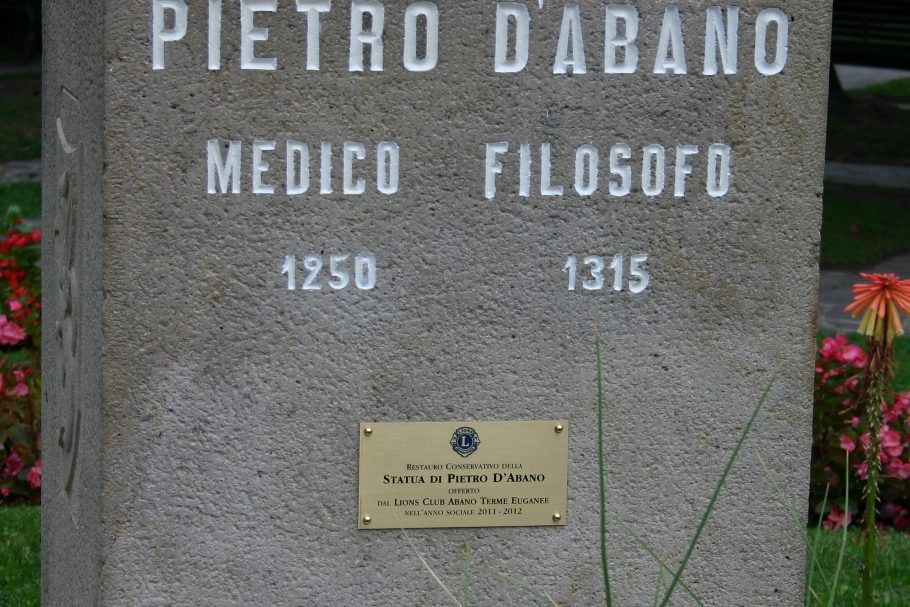 PIETRO D'ABANO
MEDICO FILOSOFO
1250 1315
L
RESTAURO CONSERVATIVO DELLA
STATUA DI PIETRO D'ABANO
OFFERTO
DAL LIONS CLUB ABANO TERME EUGANEE
NELL'ANNO SOCIALE 2011-2012